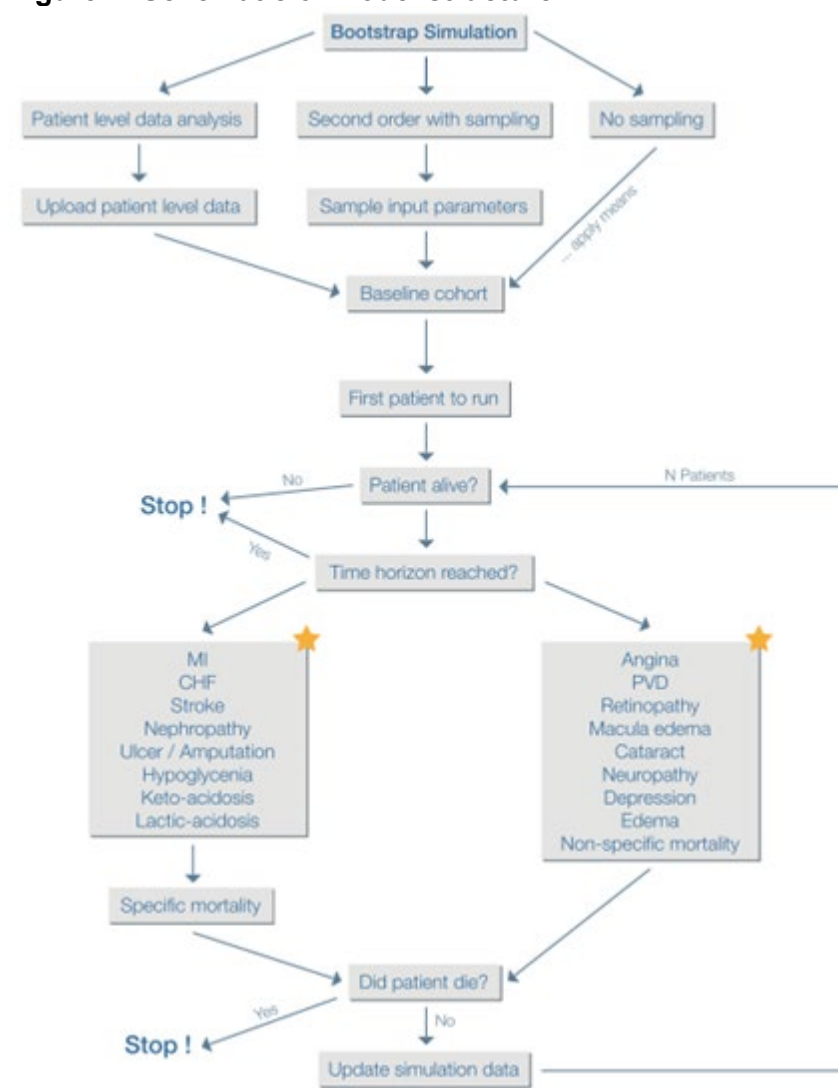 Bootstrap Simulation
Patient level data analysis
Second order with sampling
No sampling
Upload patient level data
Sample input parameters
... apply means
Baseline cohort
First patient to run
Patient alive?
No
N Patients
Stop !
Yes
Time horizon reached?
MI
CHF
Stroke
Nephropathy
Ulcer / Amputation
Hypoglycenia
Keto-acidosis
Lactic-acidosis
Angina
PVD
Retinopathy
Macula edema
Cataract
Neuropathy
Depression
Edema
Non-specific mortality
Specific mortality
Did patient die?
Yes
No
Stop !
Update simulation data